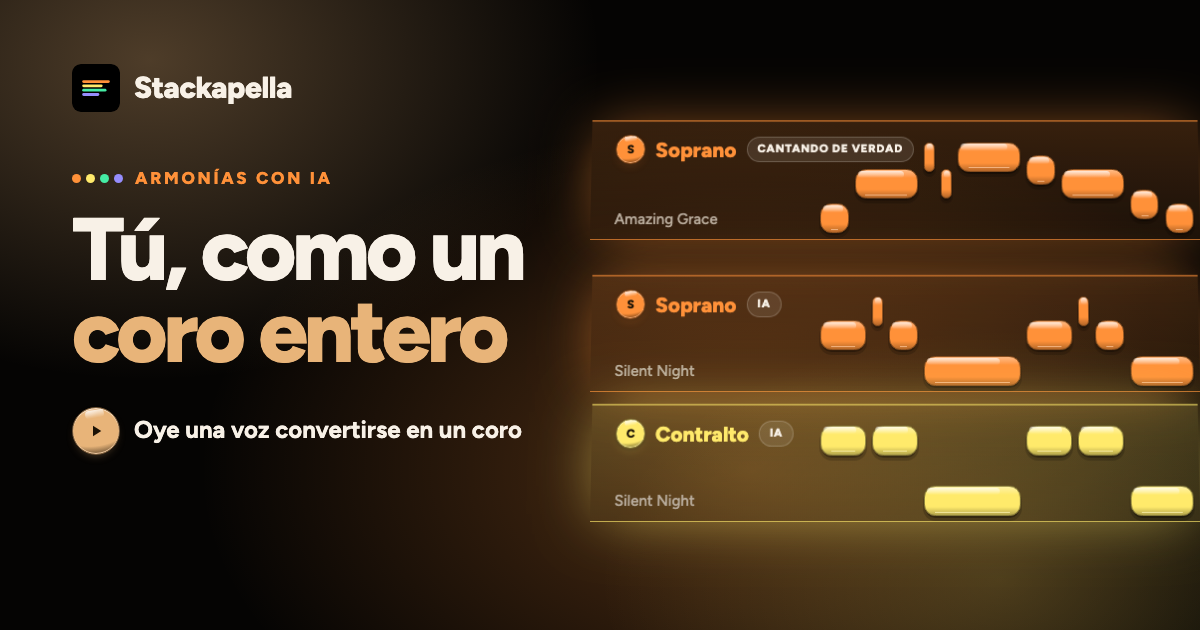 Stackapella
ARMONÍAS CON IA
Tú, como un
coro entero
Oye una voz convertirse en un coro
S Soprano CANTANDO DE VERDAD
Amazing Grace
S Soprano IA
Silent Night
C Contralto IA
Silent Night